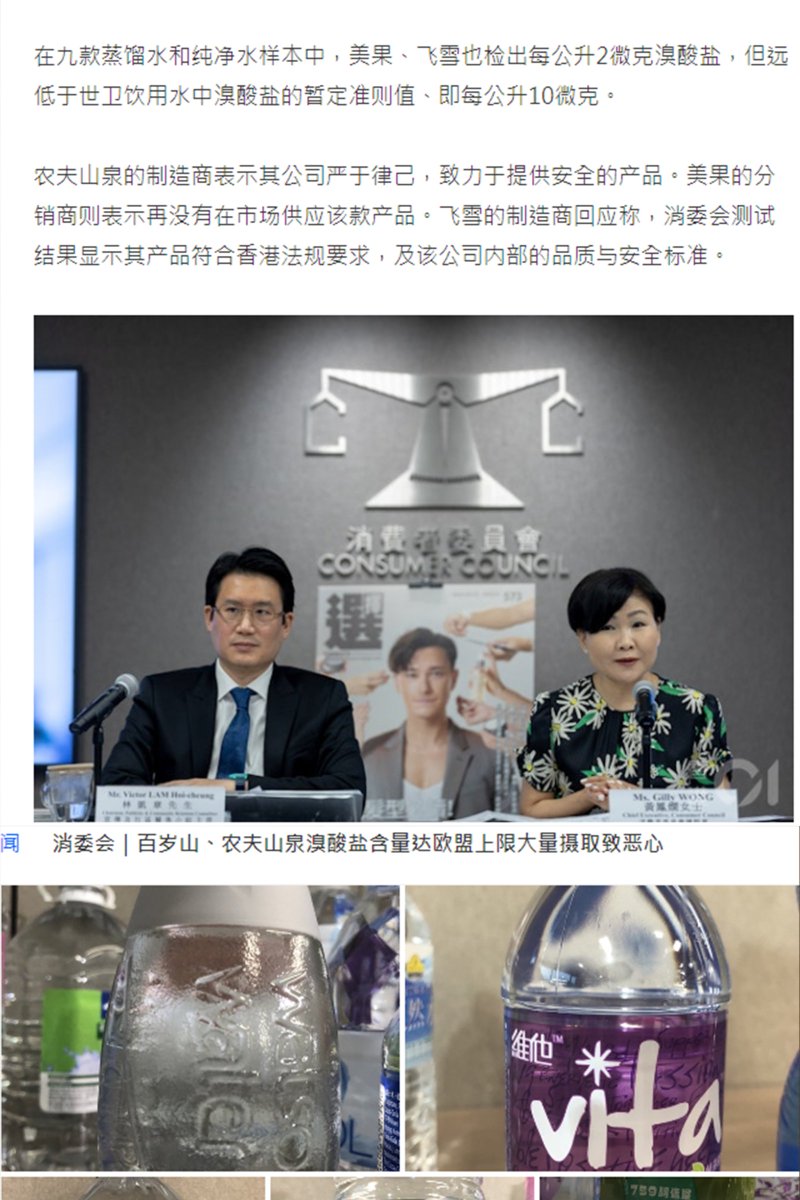 在九款蒸馏水和纯净水样本中，美果、飞雪也检出每公升2微克溴酸盐，但远
低于世卫饮用水中溴酸盐的暂定准则值、即每公升10微克。
农夫山泉的制造商表示其公司严于律己，致力于提供安全的产品。美果的分
销商则表示再没有在市场供应该款产品。飞雪的制造商回应称，消委会测试
结果显示其产品符合香港法规要求，及该公司内部的品质与安全标准。
消費者委員會
CONSUMER COUNCIL
選擇
573
Mr. Victor LAM Hoi-cheung
林凱章先生
Ms. Gilly WONG
黃鳳嫺女士
Chief Executive, Consumer Council
01
闻
消委会｜百岁山、农夫山泉溴酸盐含量达欧盟上限大量摄取致恶心
Watsons
Water
維他
vita